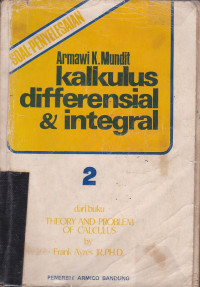 SOAL-PENYELESAIAN
Armawi K. Mundit
kalkulus
differensial
& integral
2
dari buku
THEORY AND PROBLEM
OF CALCULUS
by
Frank Ayres JR.PH.D.
PENERBIT ARMICO BANDUNG